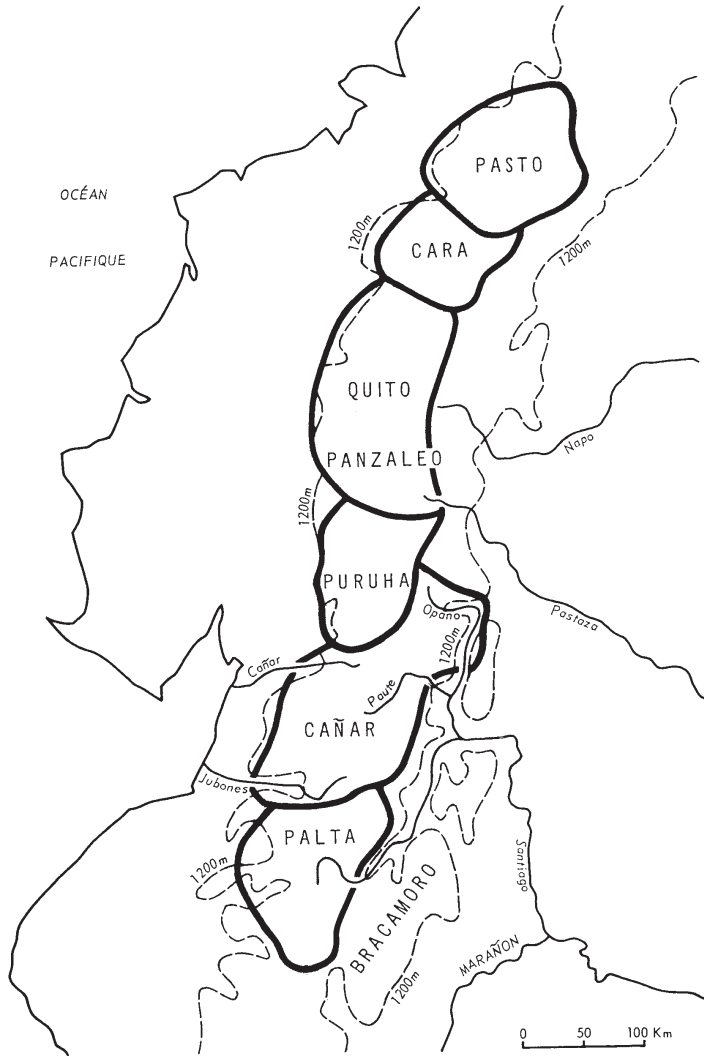 PASTO
OCÉAN
PACIFIQUE
1200m
CARA
1200m
QUITO
Napo
PANZALEO
1200m
PURUHA
Opano
Pastaza
1200m
Cañar
Paute
CAÑAR
Jubones
PALTA
1200m
Santiago
BRACAMORO
MARAÑON
1200m
0 50 100 Km